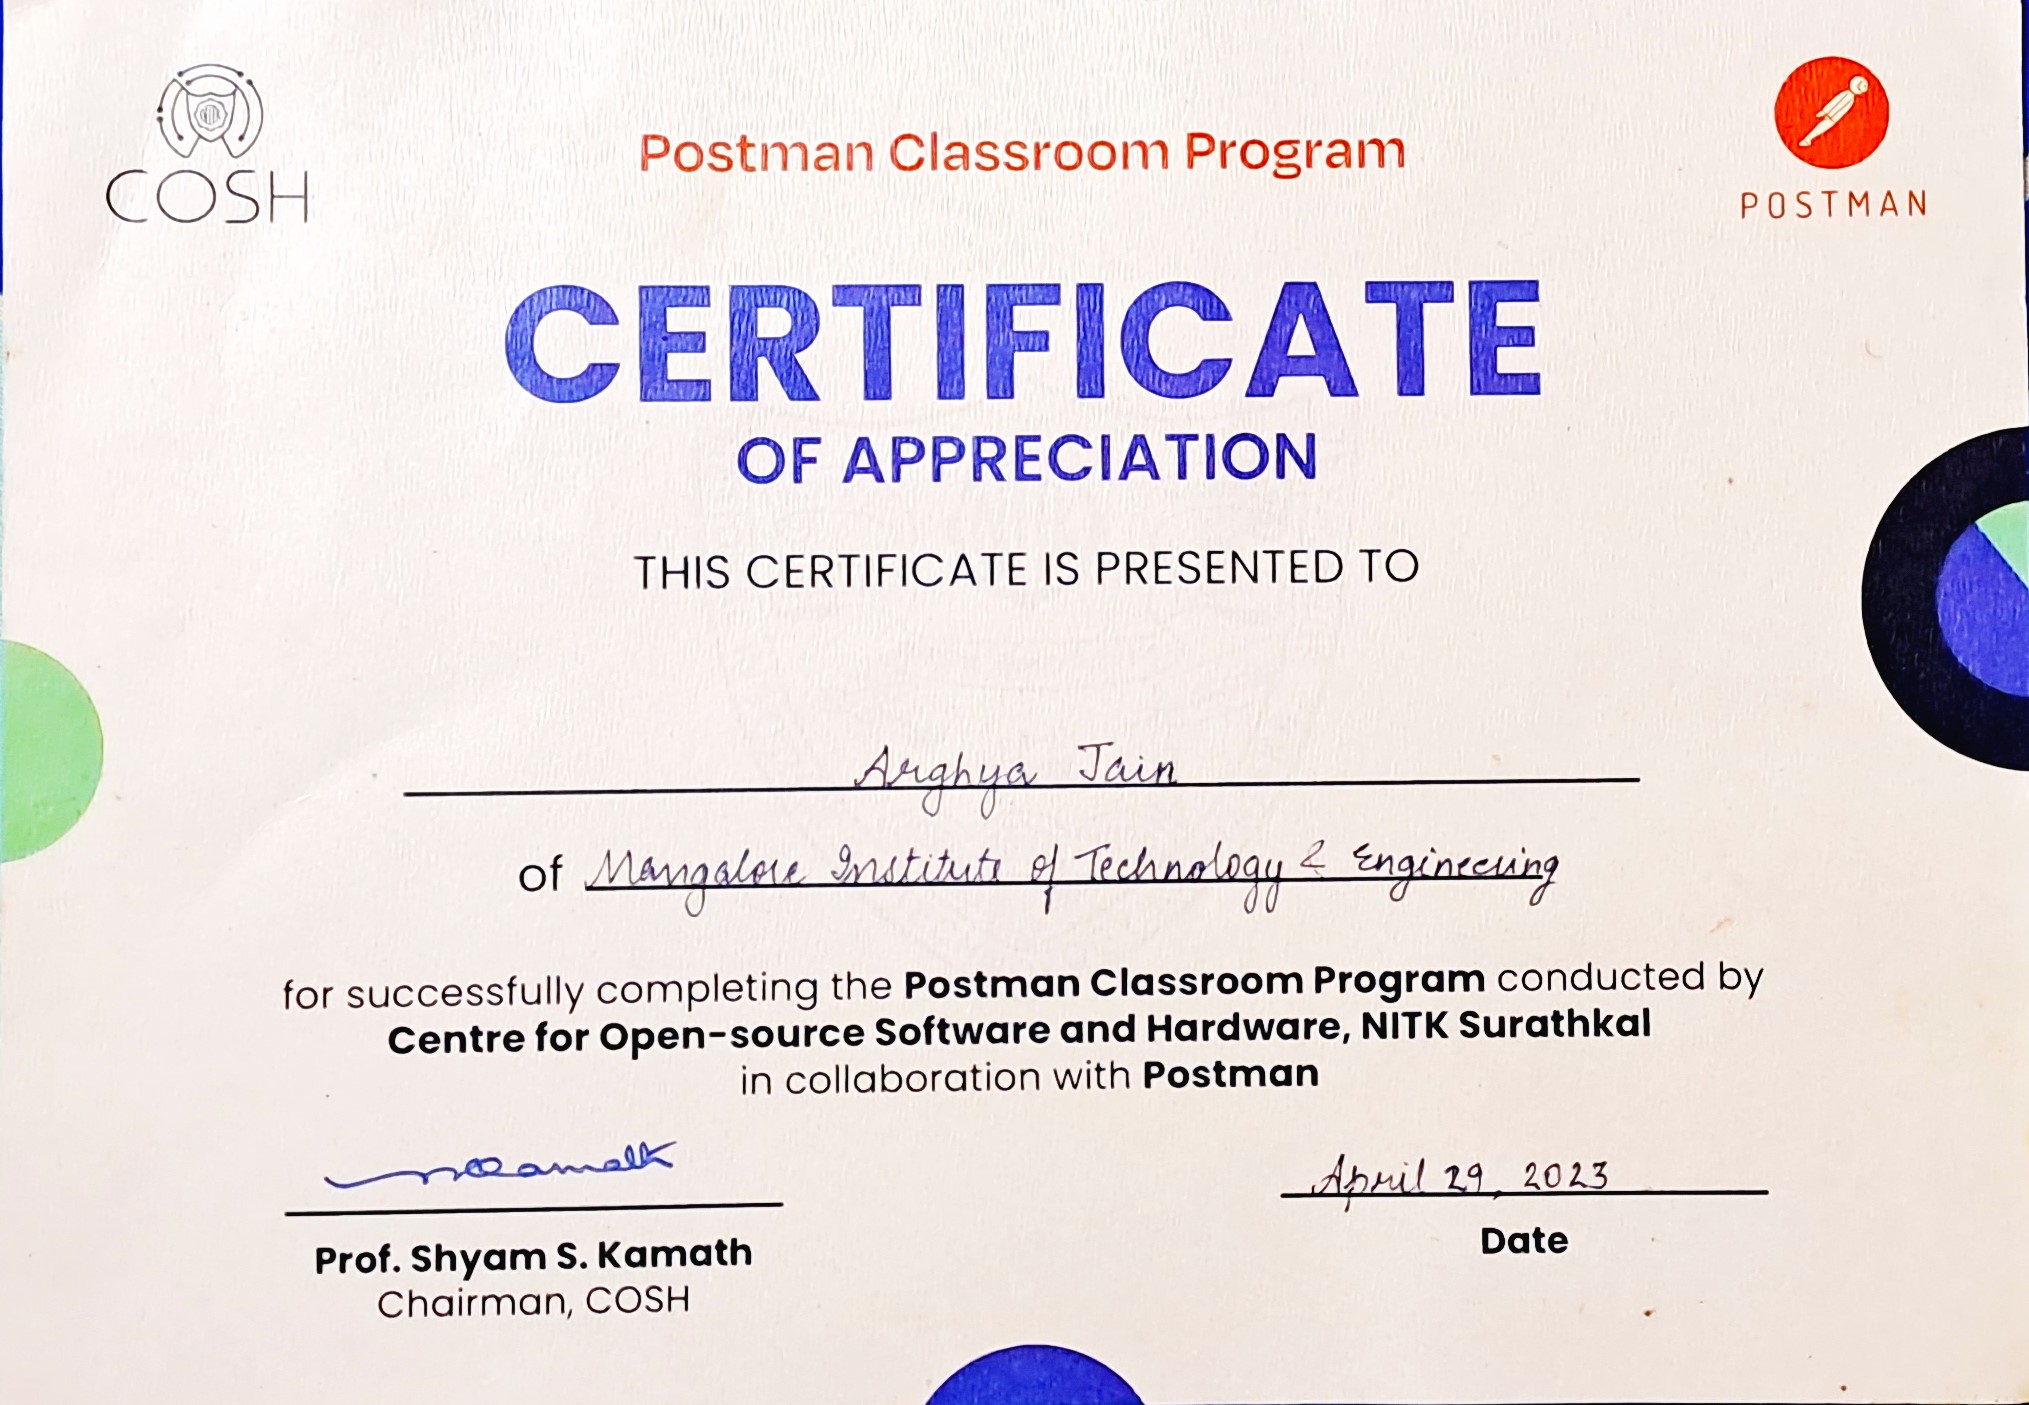 COSH
Postman Classroom Program
POSTMAN
CERTIFICATE
OF APPRECIATION
THIS CERTIFICATE IS PRESENTED TO
Arghya Jain
of Mangalore Institute of Technology & Engineering
for successfully completing the Postman Classroom Program conducted by
Centre for Open-source Software and Hardware, NITK Surathkal
in collaboration with Postman
April 29, 2023
Prof. Shyam S. Kamath
Date
Chairman, COSH